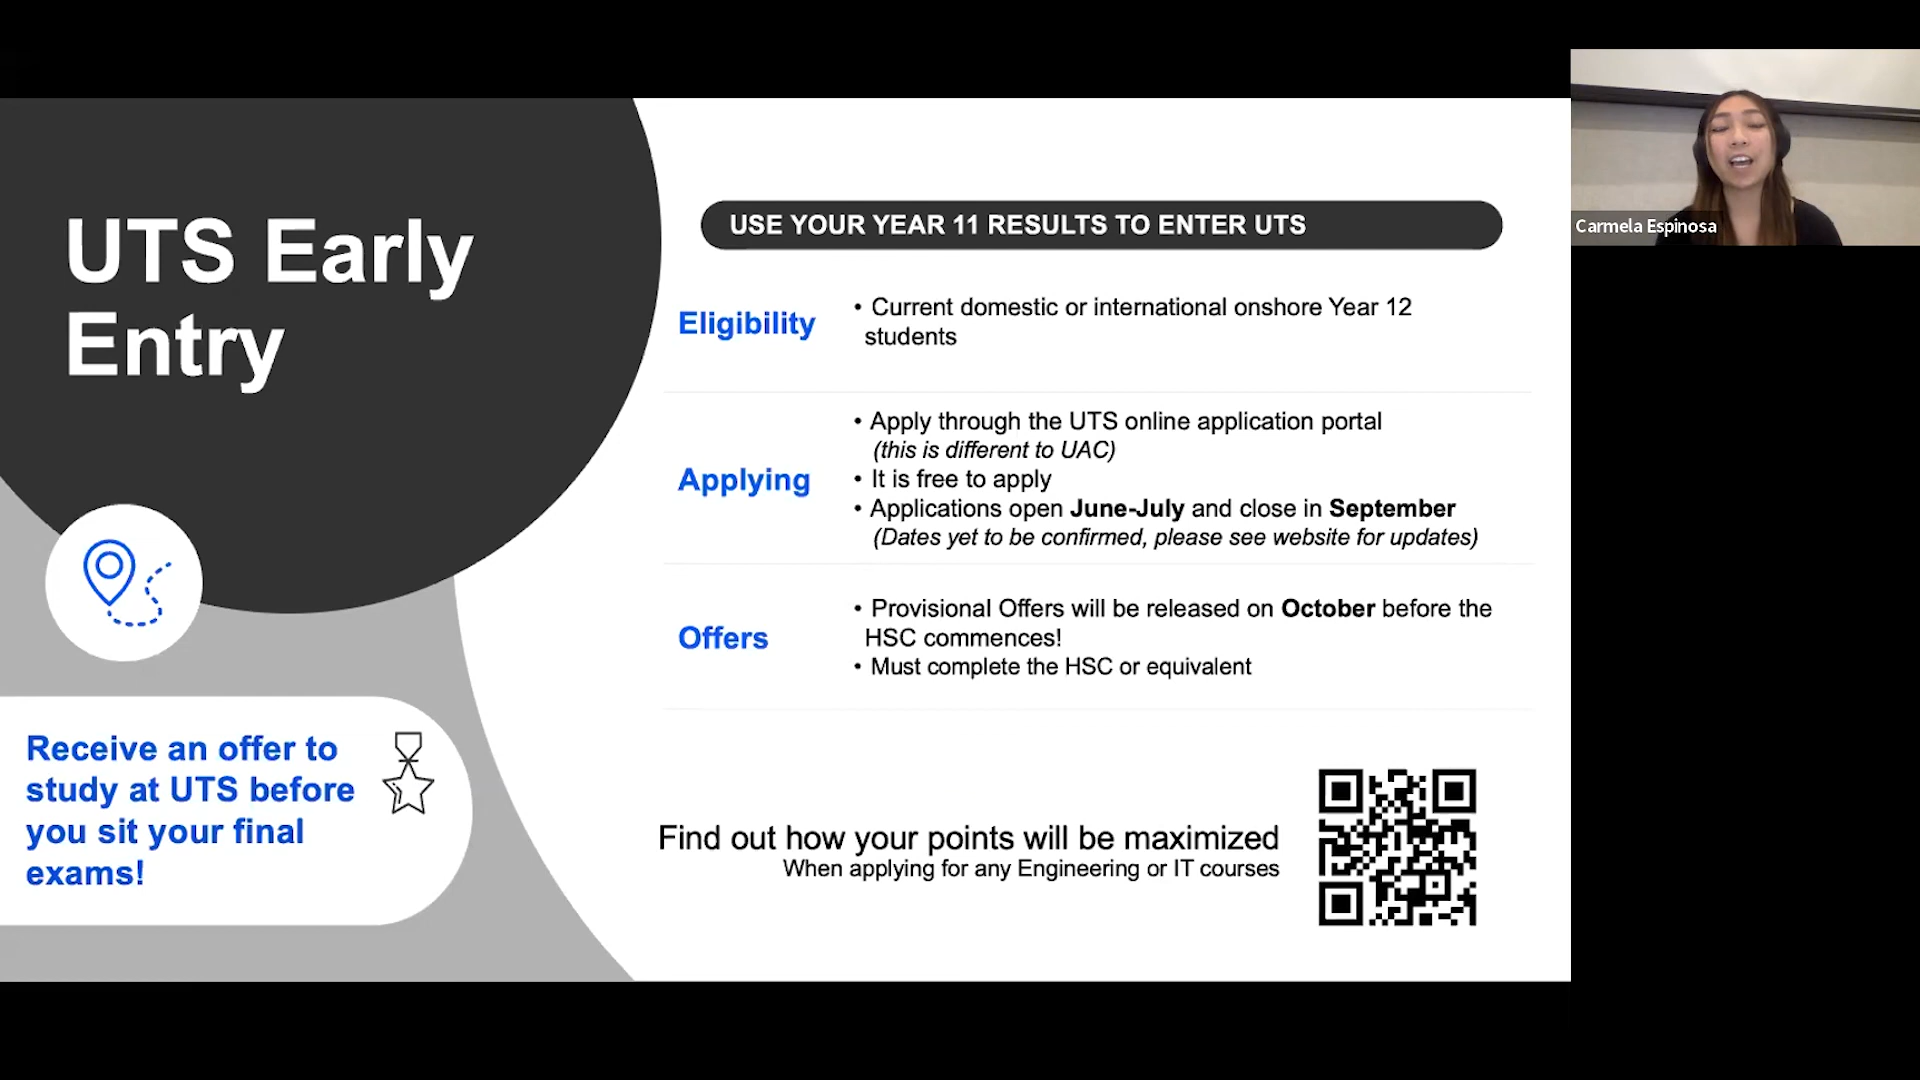 UTS Early
Entry
Receive an offer to
study at UTS before
you sit your final
exams!
USE YOUR YEAR 11 RESULTS TO ENTER UTS
Eligibility
• Current domestic or international onshore Year 12
students
Applying
• Apply through the UTS online application portal
(this is different to UAC)
• It is free to apply
• Applications open June-July and close in September
(Dates yet to be confirmed, please see website for updates)
Offers
• Provisional Offers will be released on October before the
HSC commences!
• Must complete the HSC or equivalent
Find out how your points will be maximized
When applying for any Engineering or IT courses
Carmela Espinosa